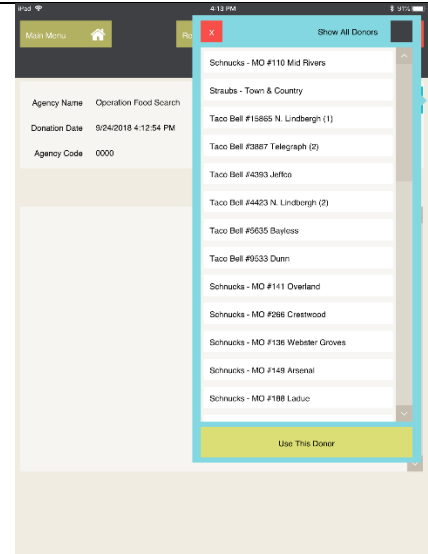 iPad
4:13 PM
91%
Main Menu
Re
X
Show All Donors
Schnucks - MO #110 Mid Rivers
Straubs - Town & Country
Agency Name Operation Food Search
Taco Bell #15865 N. Lindbergh (1)
Donation Date 9/24/2018 4:12:54 PM
Taco Bell #3887 Telegraph (2)
Agency Code 0000
Taco Bell #4393 Jeffco
Taco Bell #4423 N. Lindbergh (2)
Taco Bell #5635 Bayless
Taco Bell #9533 Dunn
Schnucks - MO #141 Overland
Schnucks - MO #266 Crestwood
Schnucks - MO #136 Webster Groves
Schnucks - MO #149 Arsenal
Schnucks - MO #188 Ladue
Use This Donor